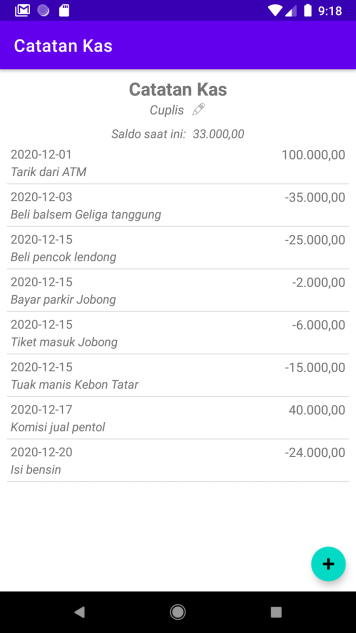 9:18
Catatan Kas
Catatan Kas
Cuplis
Saldo saat ini: 33.000,00
2020-12-01 100.000,00
Tarik dari ATM
2020-12-03 -35.000,00
Beli balsem Geliga tanggung
2020-12-15 -25.000,00
Beli pencok lendong
2020-12-15 -2.000,00
Bayar parkir Jobong
2020-12-15 -6.000,00
Tiket masuk Jobong
2020-12-15 -15.000,00
Tuak manis Kebon Tatar
2020-12-17 40.000,00
Komisi jual pentol
2020-12-20 -24.000,00
Isi bensin
+